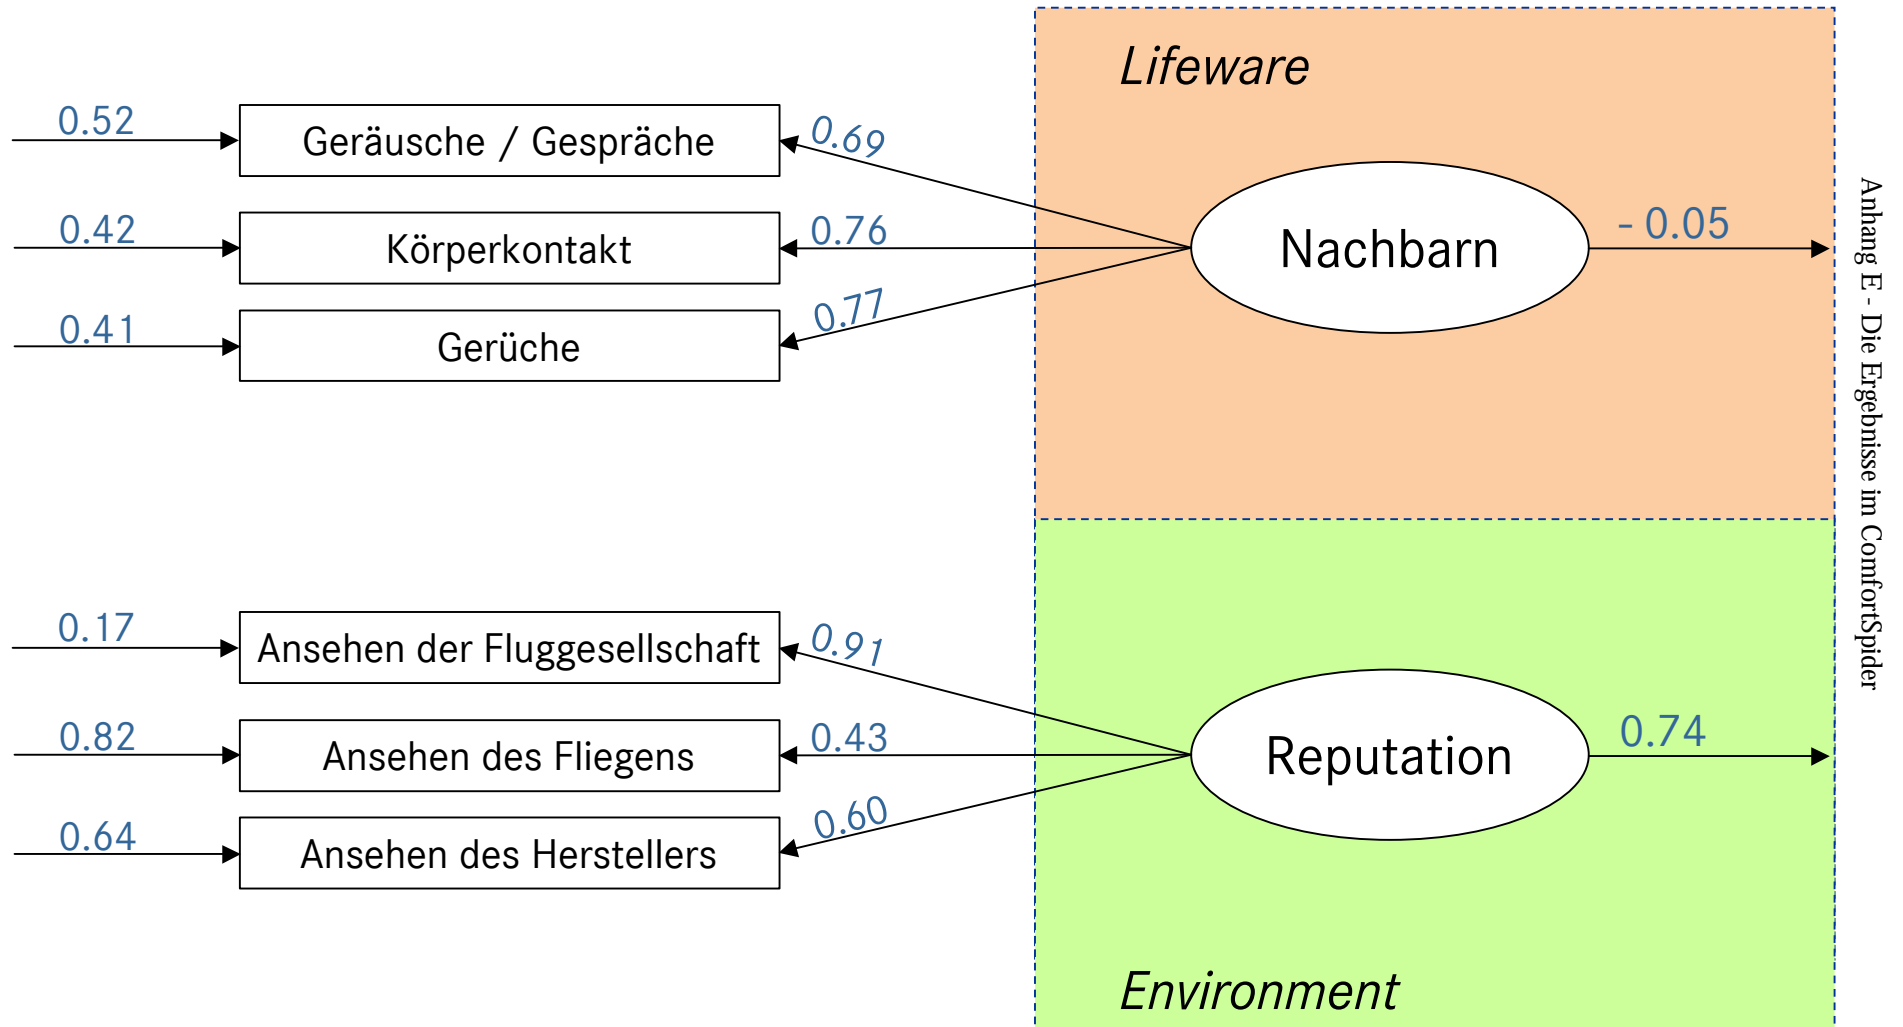 Lifeware
0.52
Geräusche / Gespräche
0.69
0.42
Körperkontakt
0.76
Nachbarn
- 0.05
0.41
Gerüche
0.77
0.17
Ansehen der Fluggesellschaft
0.91
0.82
Ansehen des Fliegens
0.43
Reputation
0.74
0.64
Ansehen des Herstellers
0.60
Environment
Anhang E - Die Ergebnisse im ComfortSpider